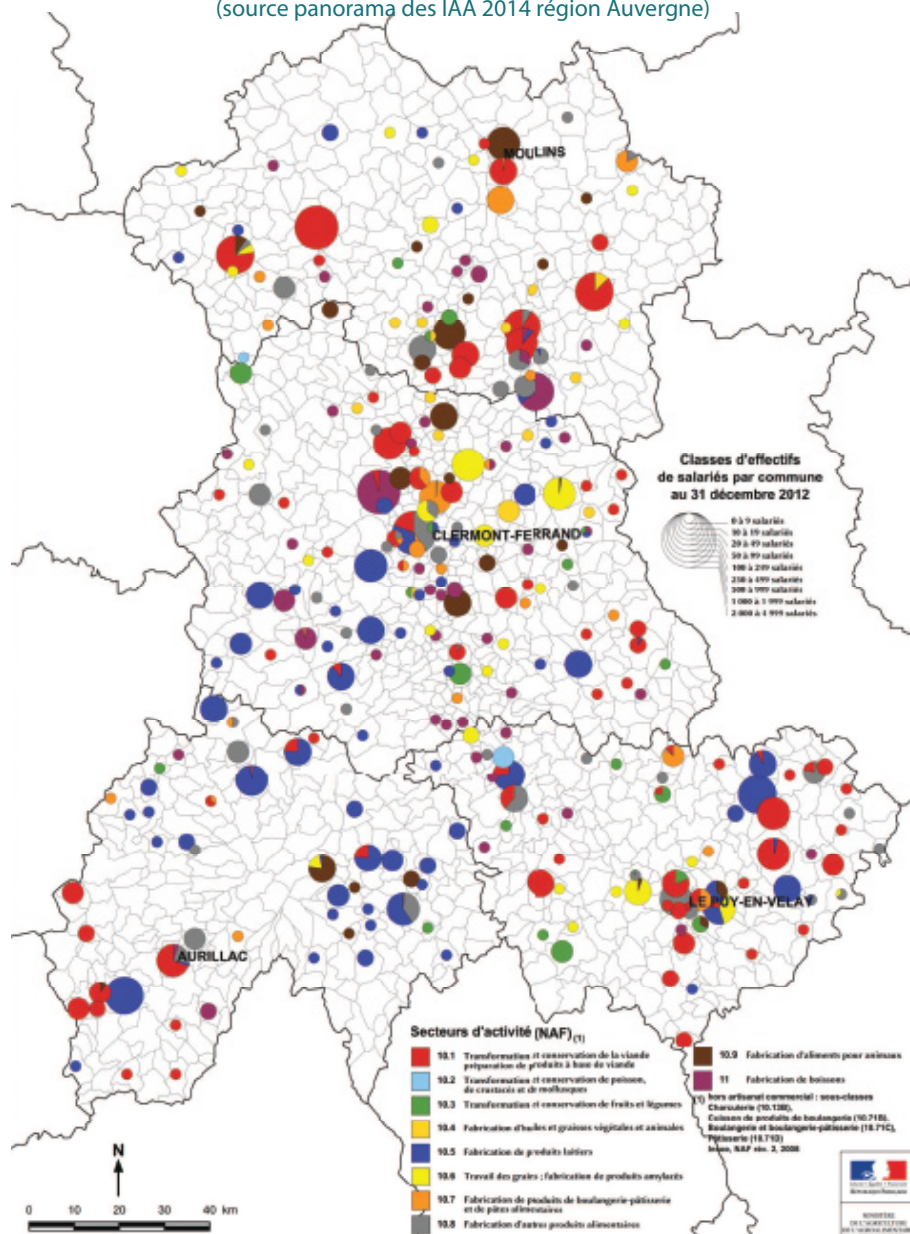 (source panorama des IAA 2014 région Auvergne)
MOULINS
Classes d'effectifs
de salariés par commune
au 31 décembre 2012
0 à 9 salariés
10 à 19 salariés
20 à 49 salariés
50 à 99 salariés
100 à 249 salariés
250 à 499 salariés
500 à 999 salariés
1 000 à 1 999 salariés
2 000 à 4 999 salariés
CLERMONT-FERRAND
LE PUY-EN-VELAY
AURILLAC
Secteurs d'activité (NAF) (1)
10.1 Transformation et conservation de la viande
préparation de produits à base de viande
10.2 Transformation et conservation de poisson,
de crustacés et de mollusques
10.3 Transformation et conservation de fruits et légumes
10.4 Fabrication d'huiles et graisses végétales et animales
10.5 Fabrication de produits laitiers
10.6 Travail des grains ; fabrication de produits amylacés
10.7 Fabrication de produits de boulangerie-pâtisserie
et de pâtes alimentaires
10.8 Fabrication d'autres produits alimentaires
10.9 Fabrication d'aliments pour animaux
11 Fabrication de boissons
(1) hors artisanat commercial : sous-classes
Charcuterie (10.13B),
Cuisson de produits de boulangerie (10.71B),
Boulangerie et boulangerie-pâtisserie (10.71C),
Pâtisserie (10.71D)
Insee, NAF rév. 2, 2008
N
0 10 20 30 40 km
RÉPUBLIQUE FRANÇAISE
MINISTÈRE
DE L'AGRICULTURE
DE L'AGROALIMENTAIRE